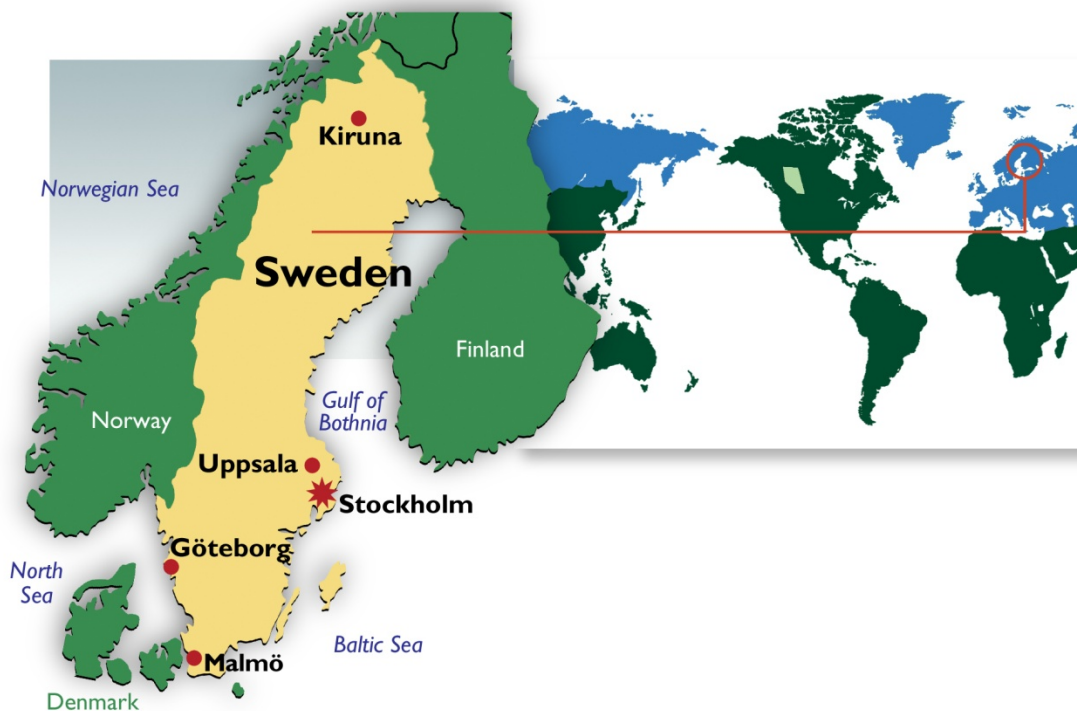 Kiruna
Norwegian Sea
Sweden
Finland
Gulf of
Bothnia
Norway
Uppsala
Stockholm
Göteborg
North
Sea
Baltic Sea
Malmö
Denmark